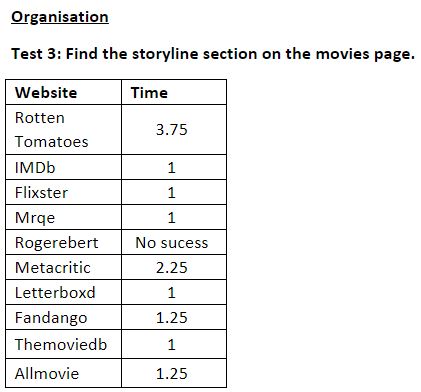 Organisation
Test 3: Find the storyline section on the movies page.
Website Time
Rotten
Tomatoes 3.75
IMDb 1
Flixster 1
Mrqe 1
Rogerebert No sucess
Metacritic 2.25
Letterboxd 1
Fandango 1.25
Themoviedb 1
Allmovie 1.25